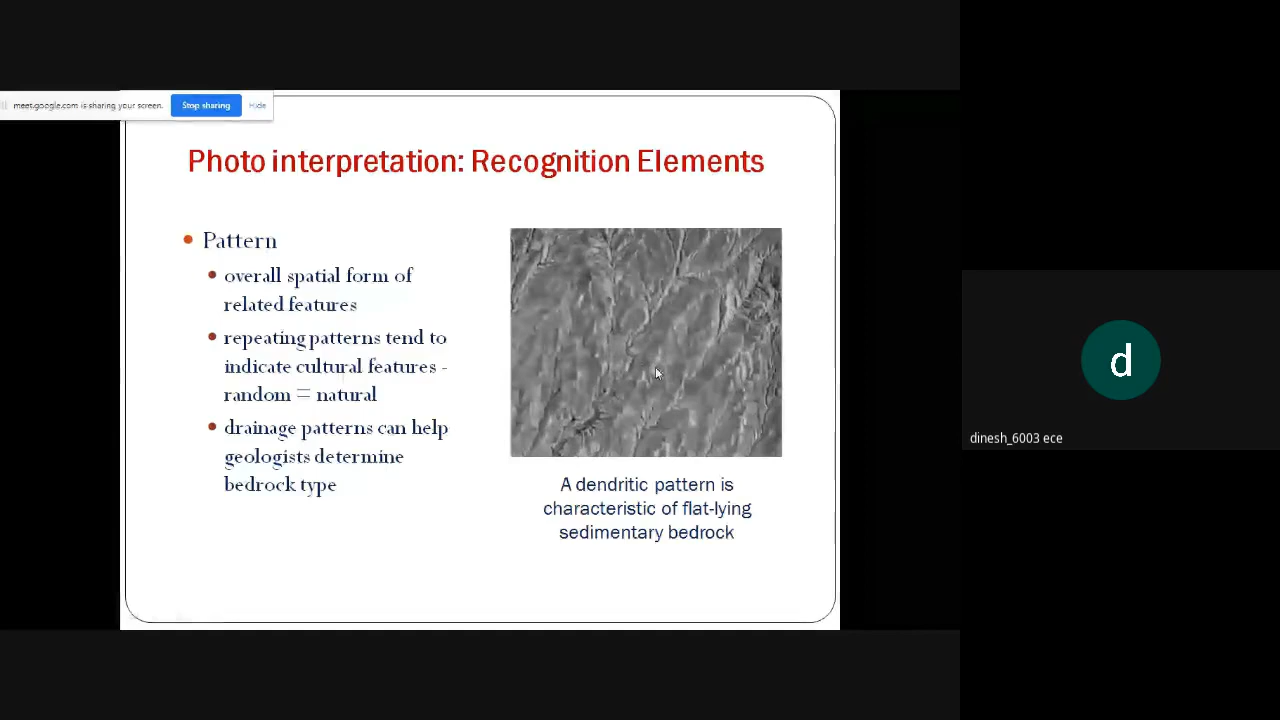 meet.google.com is sharing your screen.
Stop sharing
Hide
Photo interpretation: Recognition Elements
Pattern
overall spatial form of
related features
repeating patterns tend to
indicate cultural features -
random = natural
drainage patterns can help
geologists determine
bedrock type
A dendritic pattern is
characteristic of flat-lying
sedimentary bedrock
d
dinesh_6003 ece